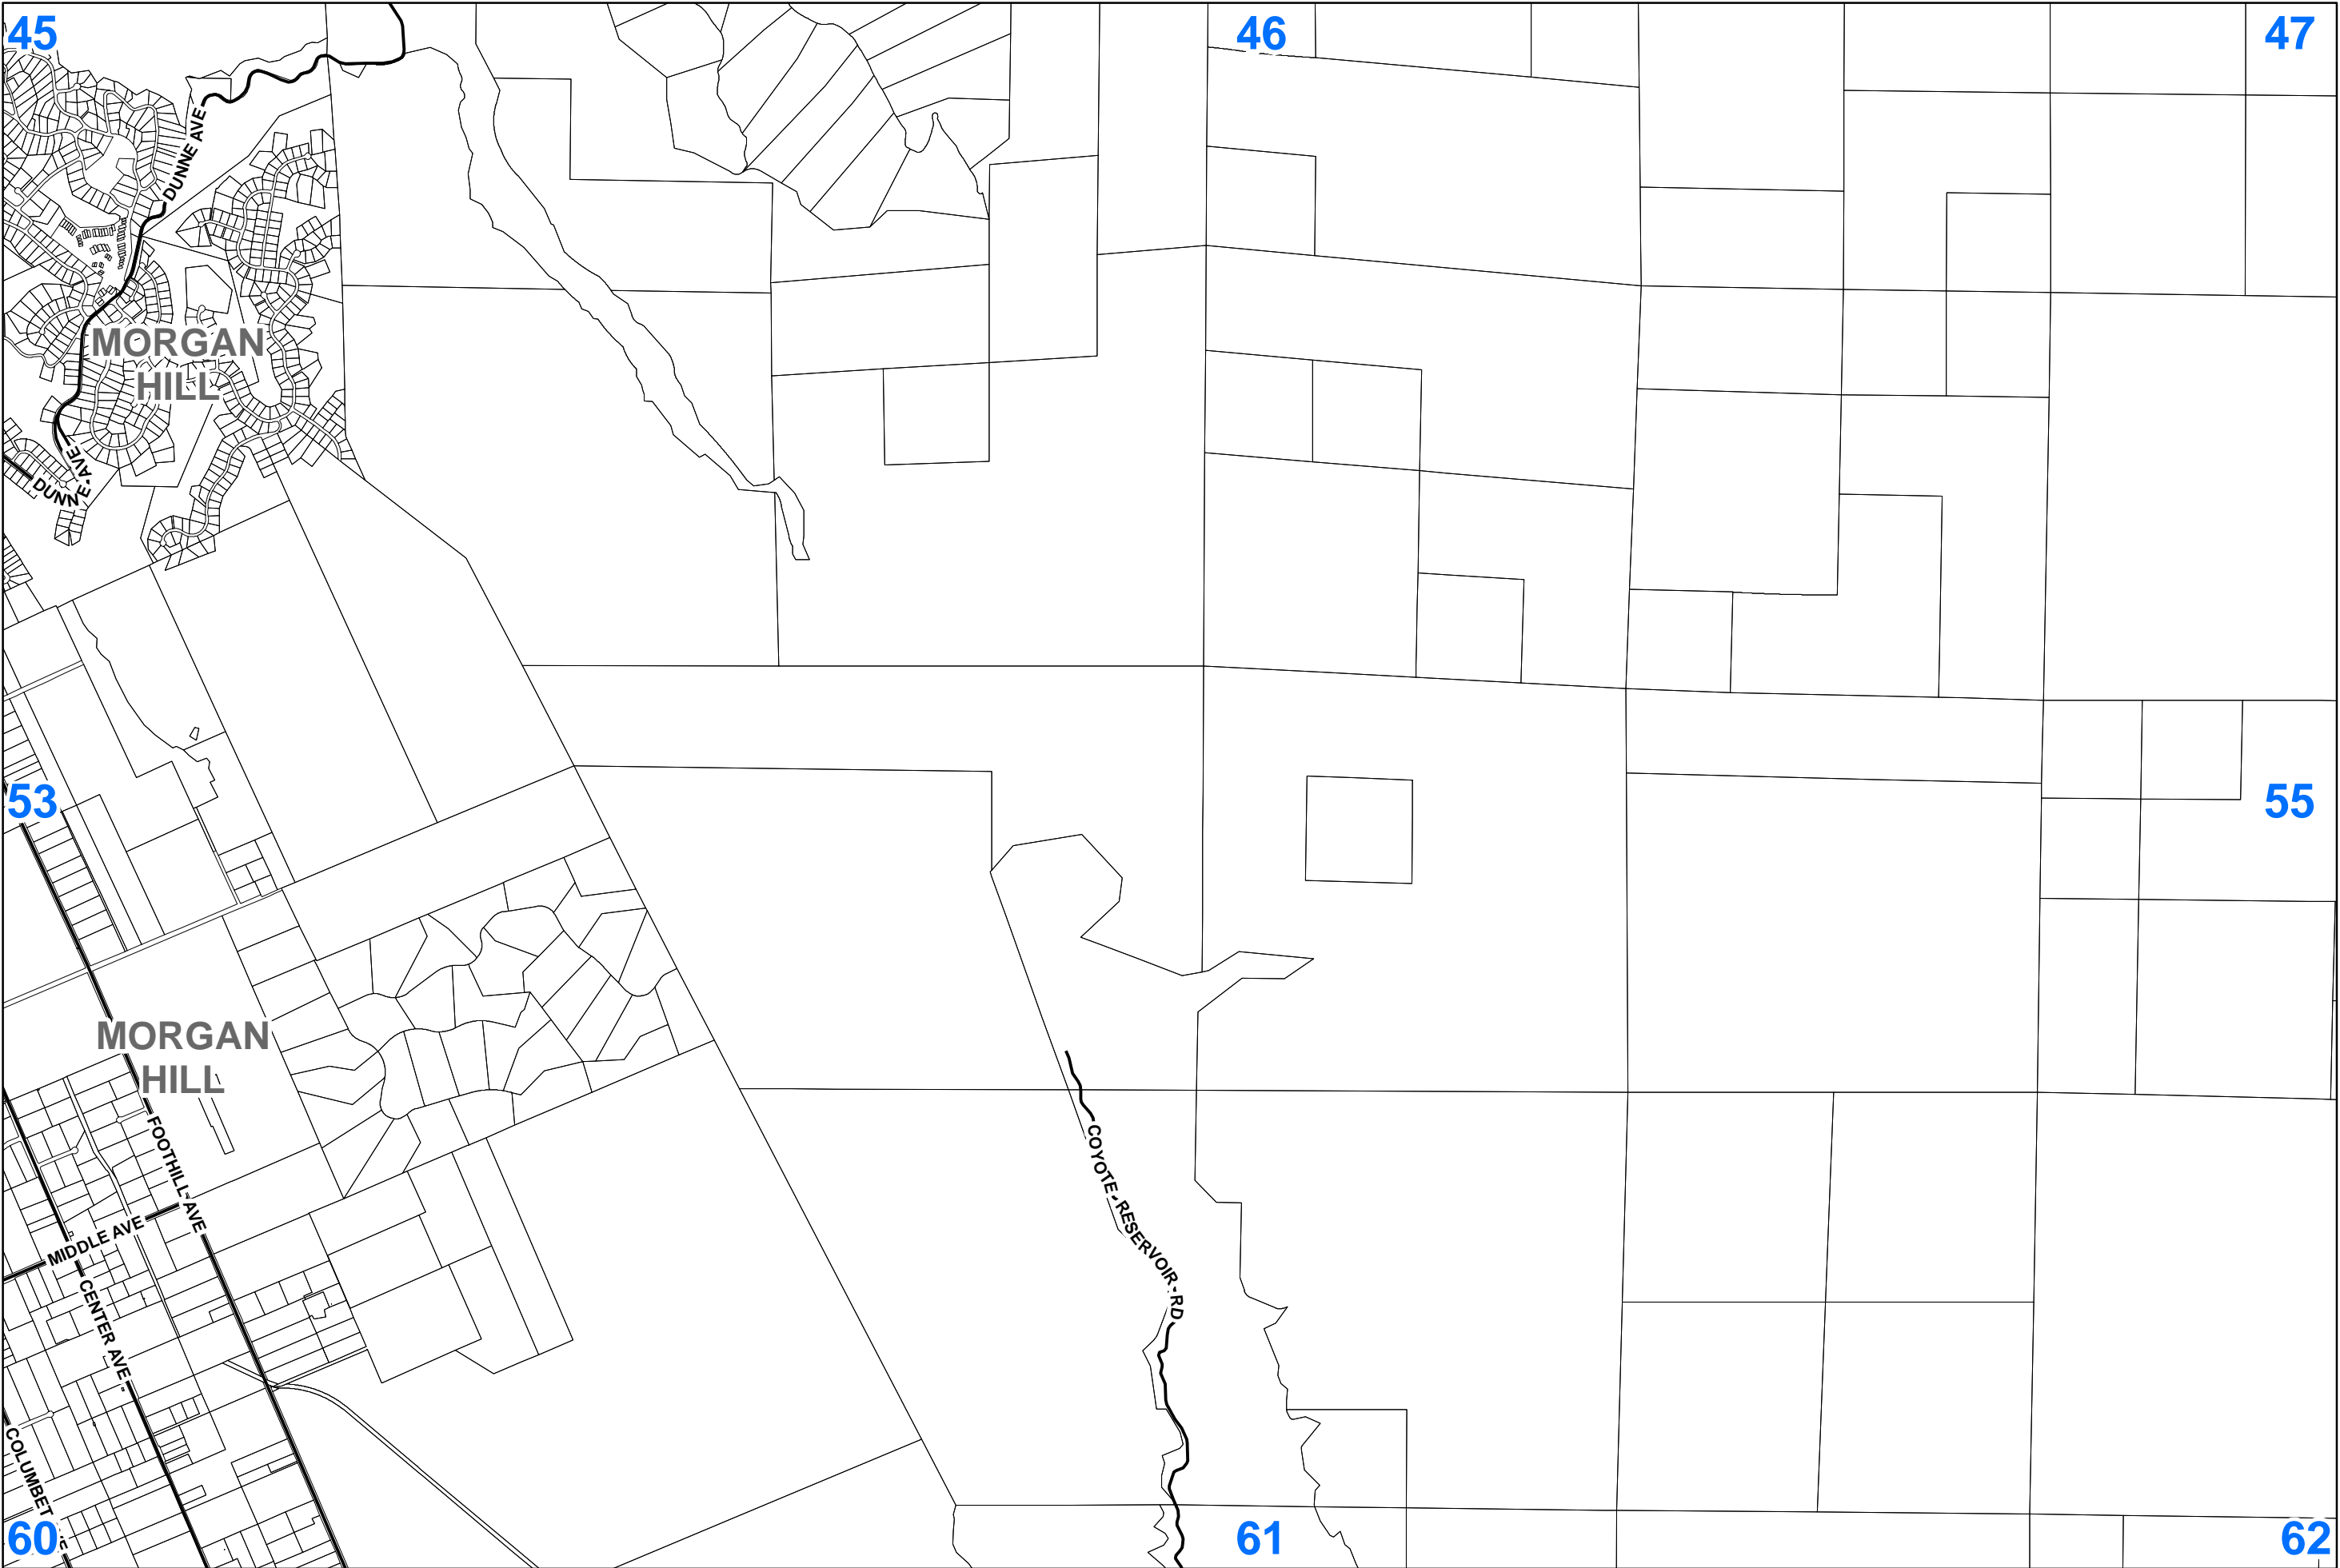 45
46
47
DUNNE AVE
MORGAN
HILL
DUNNE AVE
53
55
MORGAN
HILL
FOOTHILL AVE
COYOTE RESERVOIR RD
MIDDLE AVE
CENTER AVE
COLUMBET
60
61
62